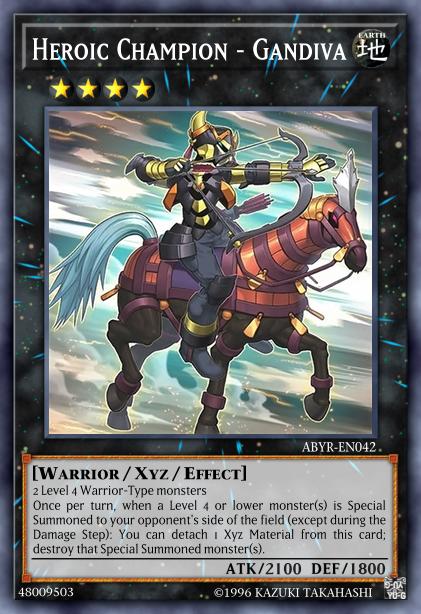 Heroic Champion - Gandiva
EARTH
地
ABYR-EN042
[Warrior / Xyz / Effect]
2 Level 4 Warrior-Type monsters
Once per turn, when a Level 4 or lower monster(s) is Special
Summoned to your opponent's side of the field (except during the
Damage Step): You can detach 1 Xyz Material from this card;
destroy that Special Summoned monster(s).
ATK/2100 DEF/1800
48009503 ©1996 KAZUKI TAKAHASHI